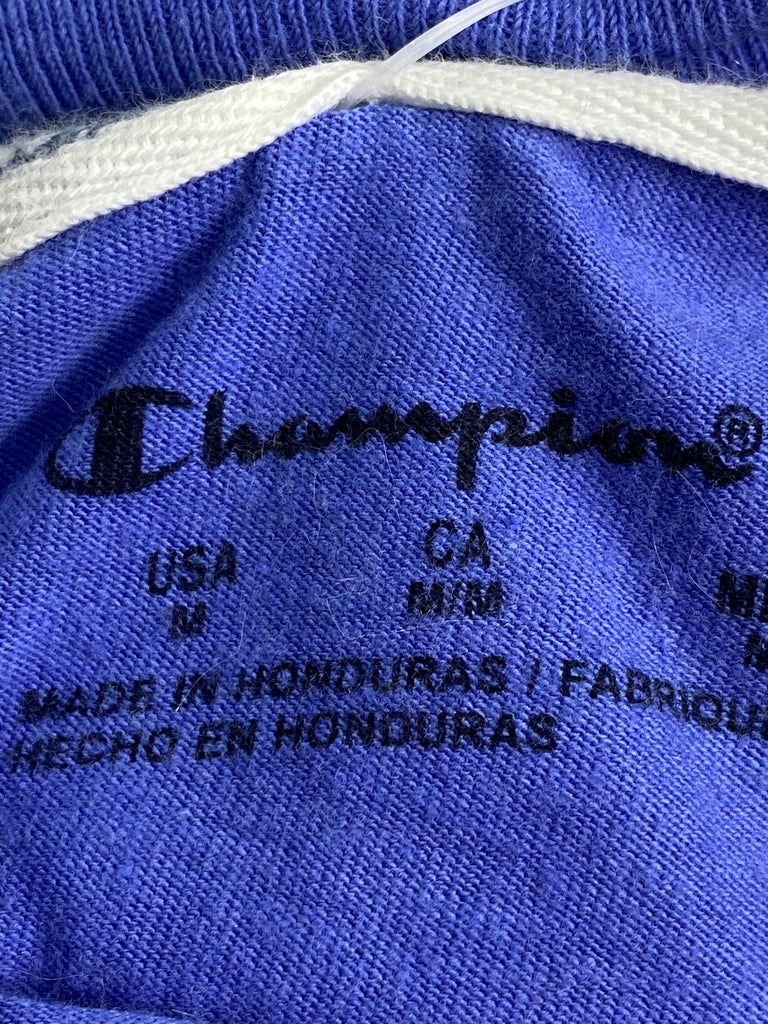 Champion®
USA CA
M M/M
MADE IN HONDURAS / FABRIQU
HECHO EN HONDURAS